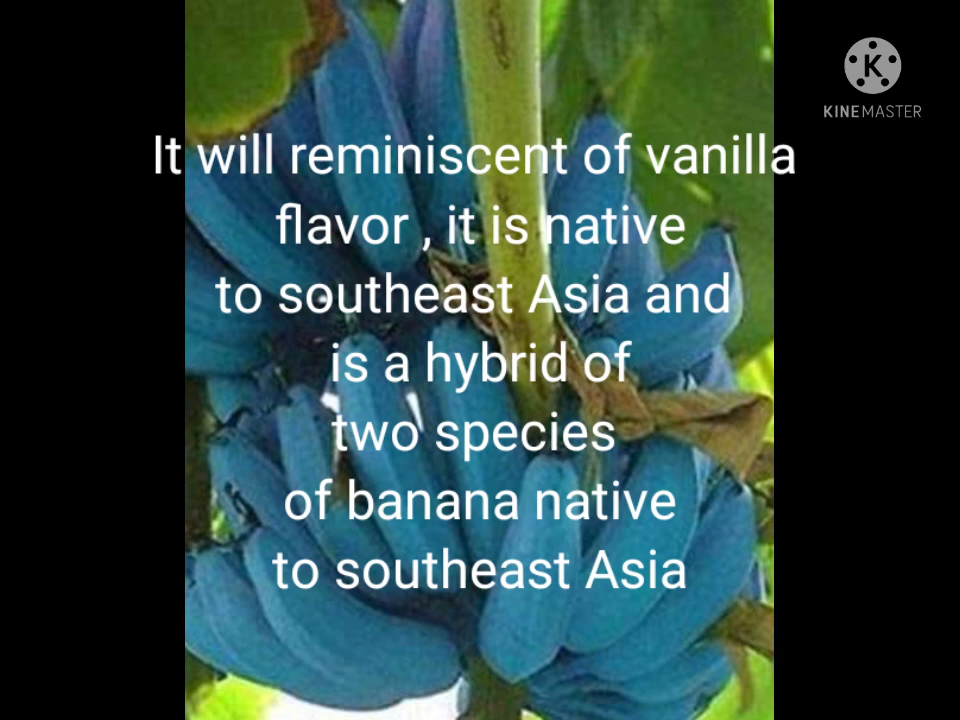 It will reminiscent of vanilla
flavor , it is native
to southeast Asia and
is a hybrid of
two species
of banana native
to southeast Asia
K
KINEMASTER